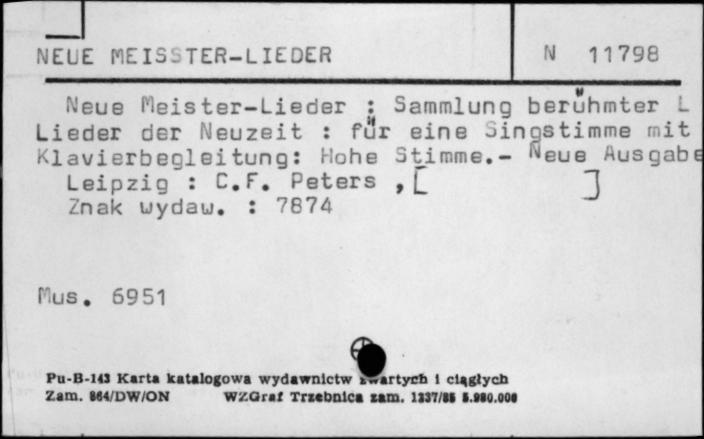 NEUE MEISSTER-LIEDER N 11798
Neue Meister-Lieder : Sammlung berühmter L
Lieder der Neuzeit : für eine Singstimme mit
Klavierbegleitung: Hohe Stimme.- Neue Ausgabe
Leipzig : C.F. Peters ,[ ]
Znak wydaw. : 7874
Mus. 6951
Pu-B-143 Karta katalogowa wydawnictw zwartych i ciągłych
Zam. 864/DW/ON WZGraf Trzebnica zam. 1337/85 5.980.000